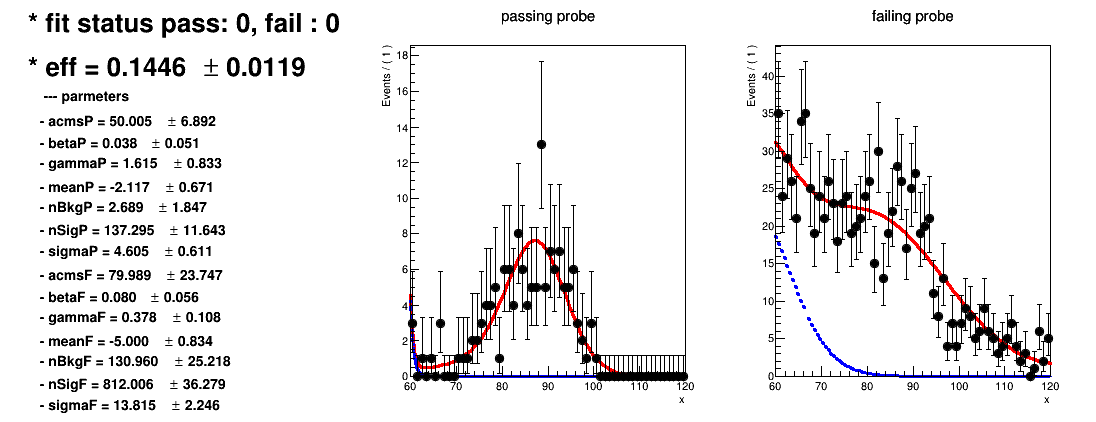 * fit status pass: 0, fail : 0
* eff = 0.1446 ± 0.0119
--- parmeters
- acmsP = 50.005 ± 6.892
- betaP = 0.038 ± 0.051
- gammaP = 1.615 ± 0.833
- meanP = -2.117 ± 0.671
- nBkgP = 2.689 ± 1.847
- nSigP = 137.295 ± 11.643
- sigmaP = 4.605 ± 0.611
- acmsF = 79.989 ± 23.747
- betaF = 0.080 ± 0.056
- gammaF = 0.378 ± 0.108
- meanF = -5.000 ± 0.834
- nBkgF = 130.960 ± 25.218
- nSigF = 812.006 ± 36.279
- sigmaF = 13.815 ± 2.246
passing probe
Events / ( 1 )
18
16
14
12
10
8
6
4
2
0
60 70 80 90 100 110 120
x
failing probe
Events / ( 1 )
40
35
30
25
20
15
10
5
0
60 70 80 90 100 110 120
x